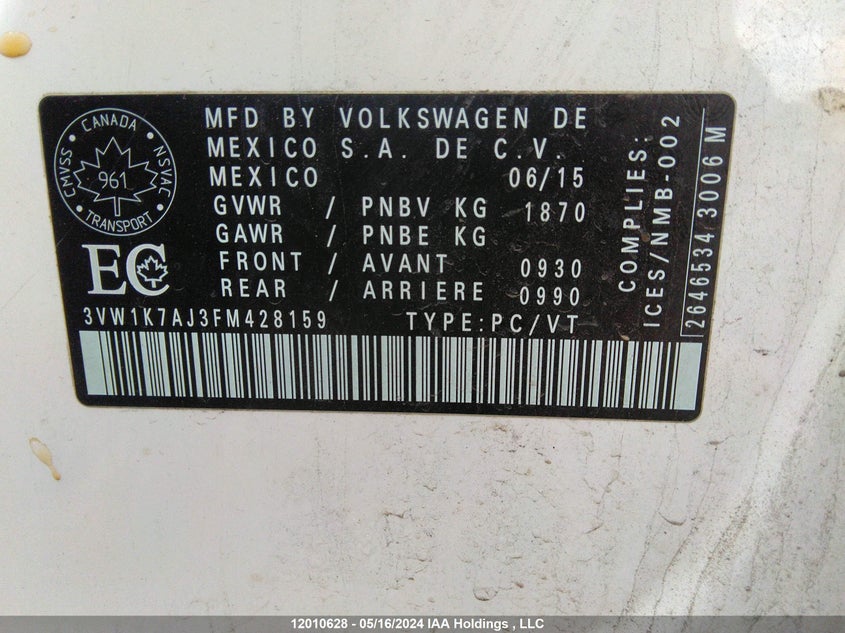 CANADA
CMVSS
NSVAC
961
TRANSPORT
EC
MFD BY VOLKSWAGEN DE
MEXICO S.A. DE C.V.
MEXICO 06/15
GVWR / PNBV KG 1870
GAWR / PNBE KG
FRONT / AVANT 0930
REAR / ARRIERE 0990
3VW1K7AJ3FM428159 TYPE:PC/VT
COMPLIES:
ICES/NMB-002
2646534 3006 M
12010628 - 05/16/2024 IAA Holdings , LLC